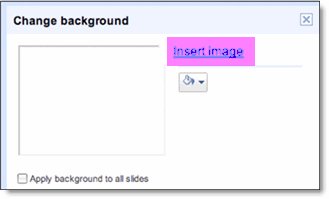 Change background
Insert image
Apply background to all slides